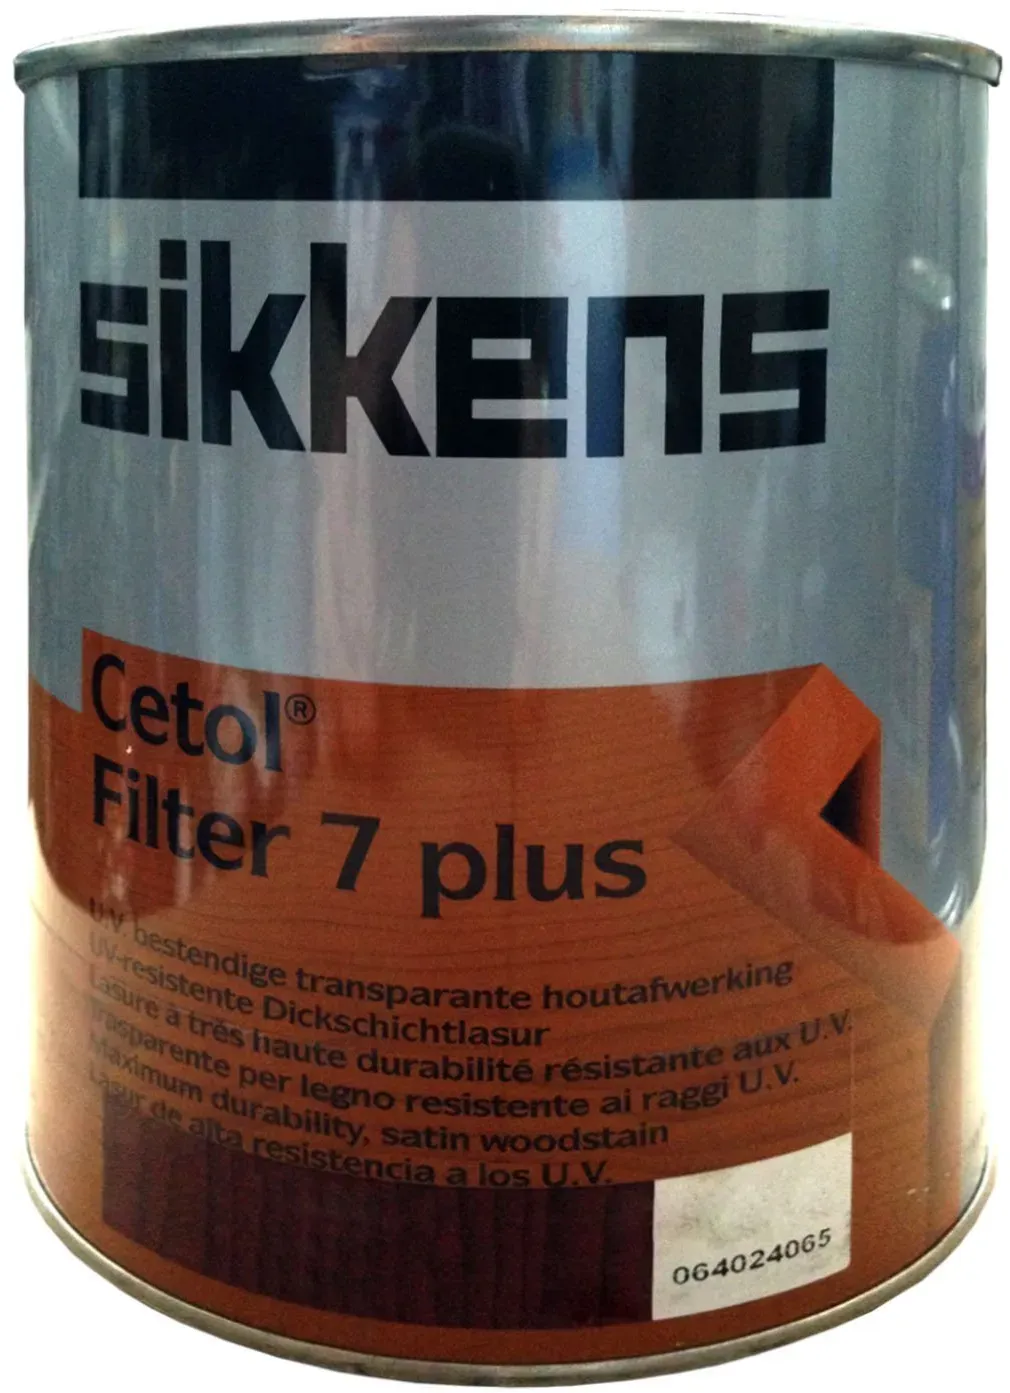 sikkens
Cetol®
Filter 7 plus
U.V. bestendige transparante houtafwerking
UV-resistente Dickschichtlasur
Lasure à très haute durabilité résistante aux U.V.
Trasparente per legno resistente ai raggi U.V.
Maximum durability, satin woodstain
Lasur de alta resistencia a los U.V.
064024065